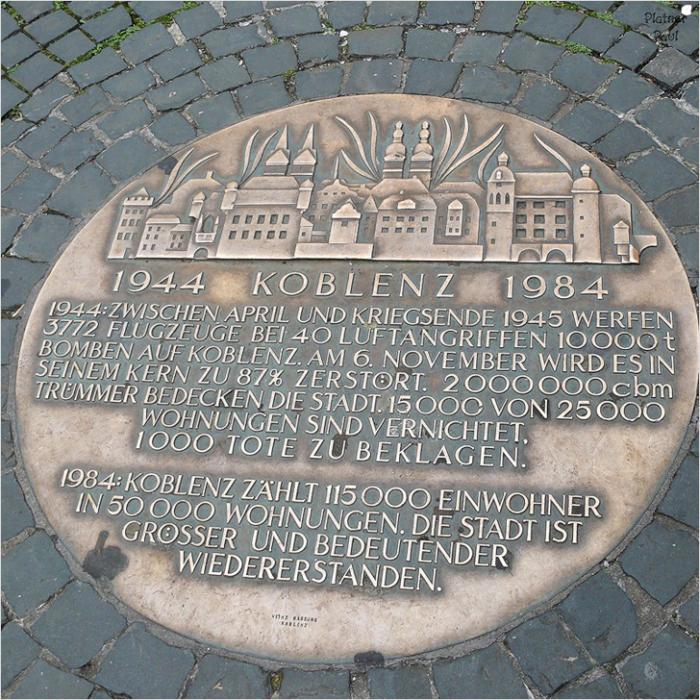 Platner
Paul
1944 KOBLENZ 1984
1944: ZWISCHEN APRIL UND KRIEGSENDE 1945 WERFEN
3772 FLUGZEUGE BEI 40 LUFTANGRIFFEN 10000 t
BOMBEN AUF KOBLENZ. AM 6. NOVEMBER WIRD ES IN
SEINEM KERN ZU 87% ZERSTÖRT. 2000000 cbm
TRÜMMER BEDECKEN DIE STADT. 15000 VON 25000
WOHNUNGEN SIND VERNICHTET,
1000 TOTE ZU BEKLAGEN.
1984: KOBLENZ ZÄHLT 115000 EINWOHNER
IN 50000 WOHNUNGEN. DIE STADT IST
GRÖSSER UND BEDEUTENDER
WIEDERERSTANDEN.
KOBLENZ